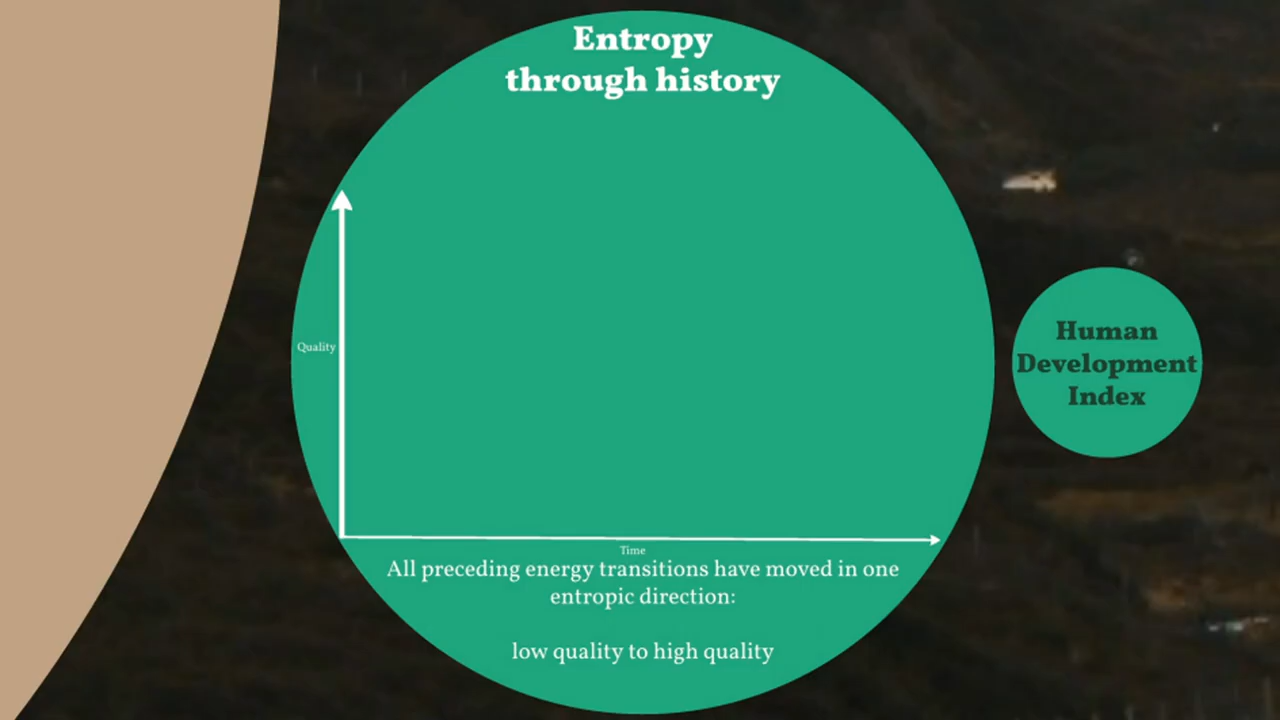 Entropy
through history
Quality
Time
All preceding energy transitions have moved in one
entropic direction:
low quality to high quality
Human
Development
Index